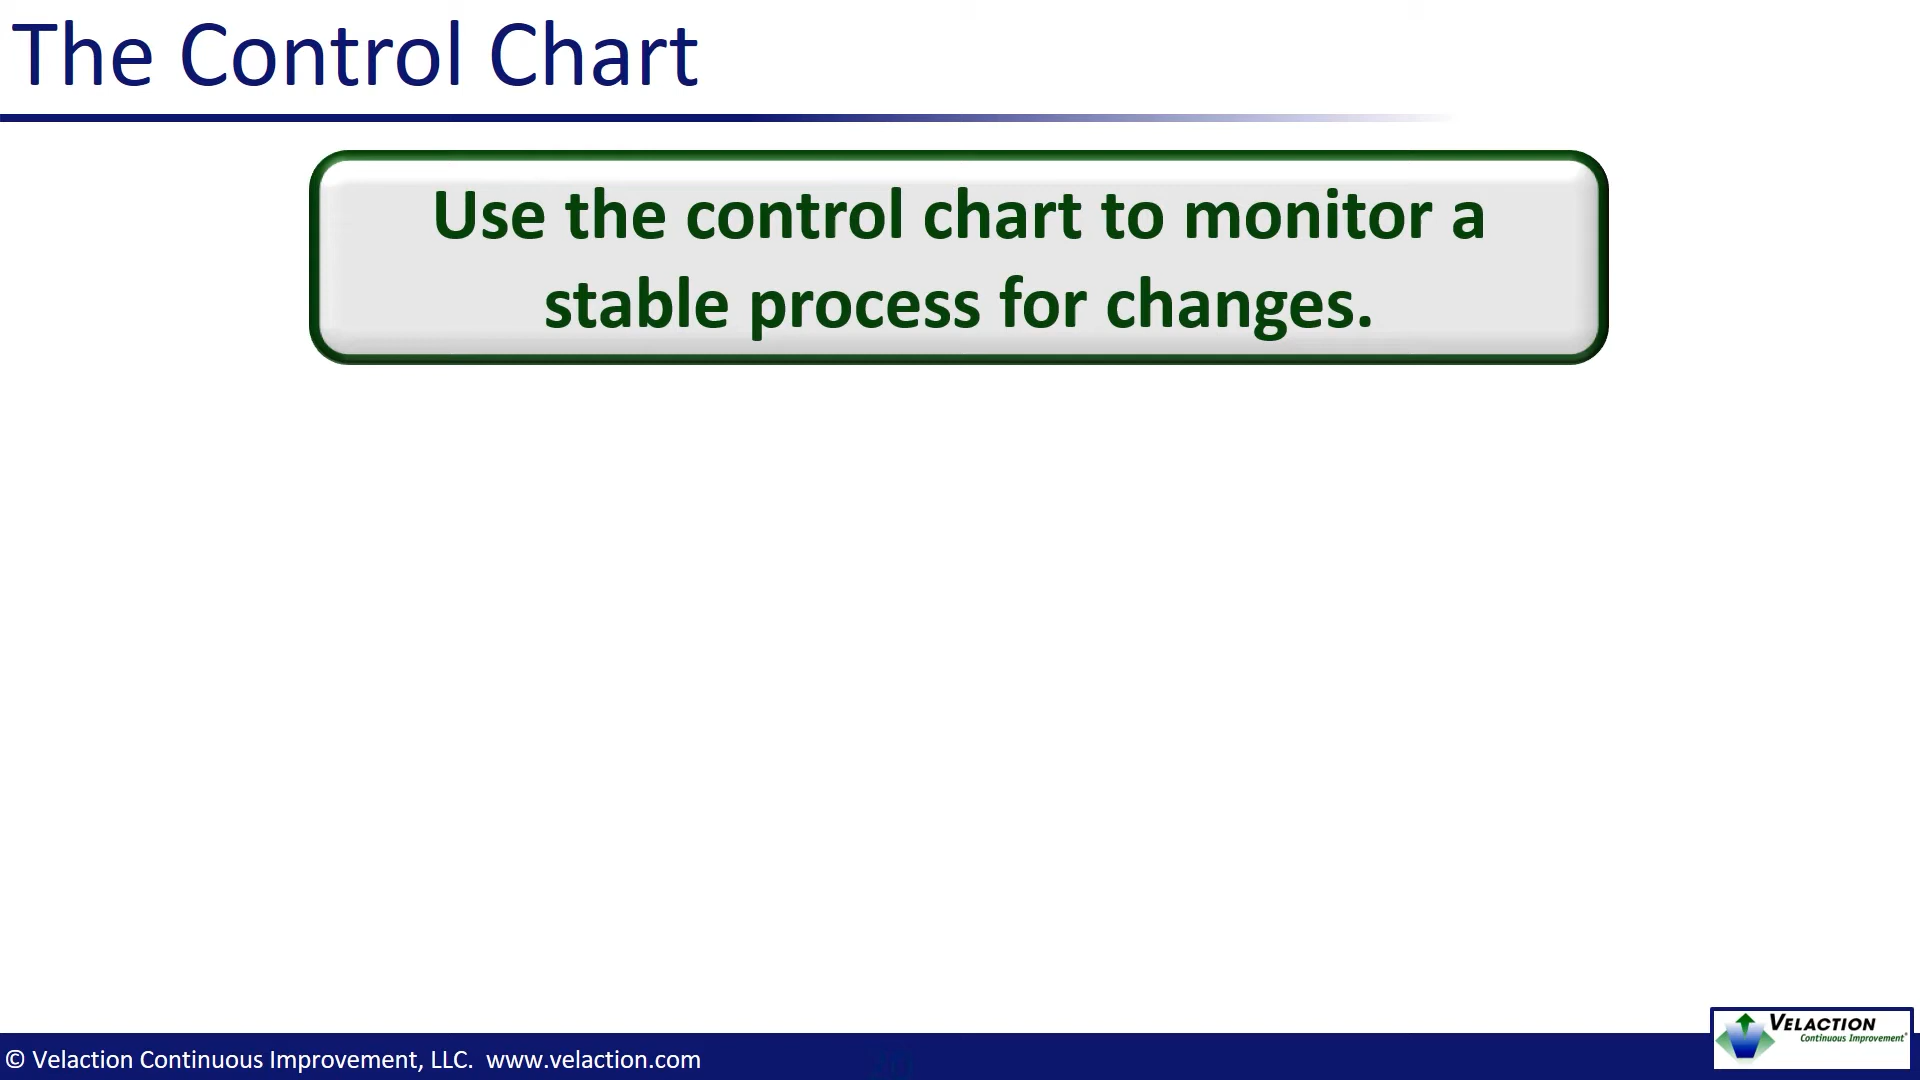 The Control Chart
Use the control chart to monitor a
stable process for changes.
© Velaction Continuous Improvement, LLC.  www.velaction.com
VELACTION
Continuous Improvement